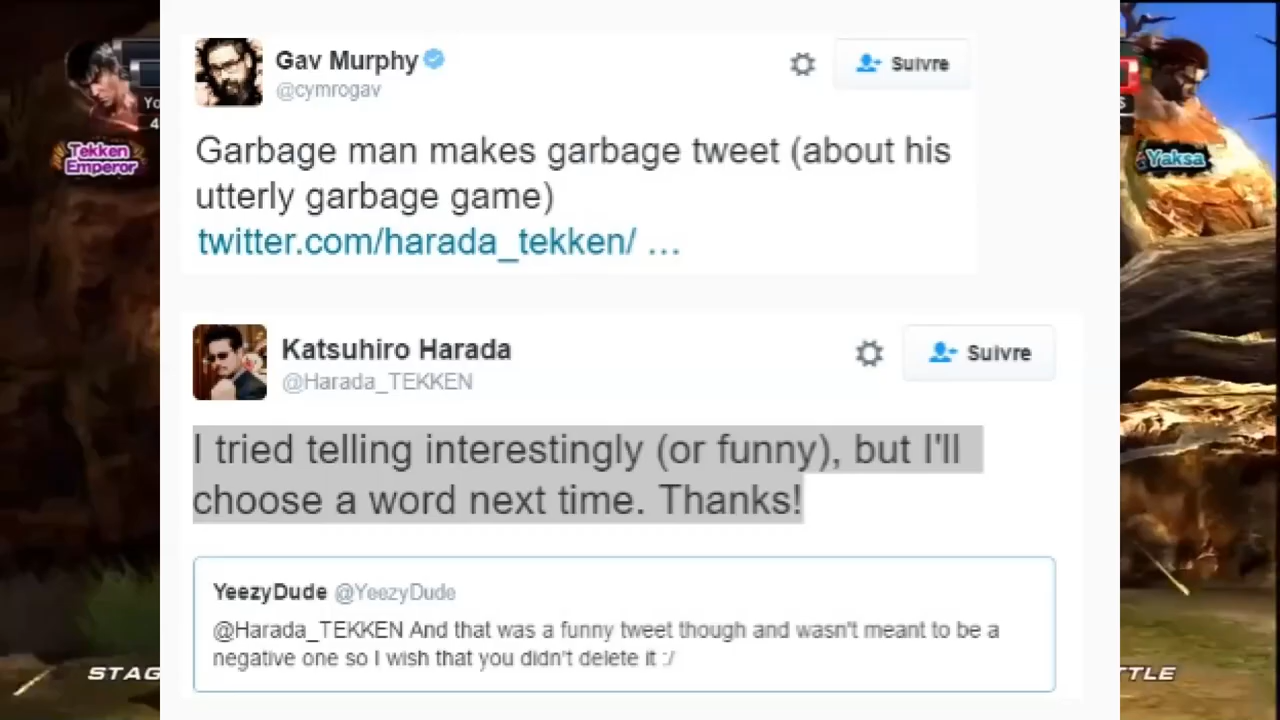 Gav Murphy
@cymrogav
Suivre
Garbage man makes garbage tweet (about his
utterly garbage game)
twitter.com/harada_tekken/ ...
Katsuhiro Harada
@Harada_TEKKEN
Suivre
I tried telling interestingly (or funny), but I'll
choose a word next time. Thanks!
YeezyDude @YeezyDude
@Harada_TEKKEN And that was a funny tweet though and wasn't meant to be a
negative one so I wish that you didn't delete it :/
Tekken
Emperor
Yaksa
STAG
TLE